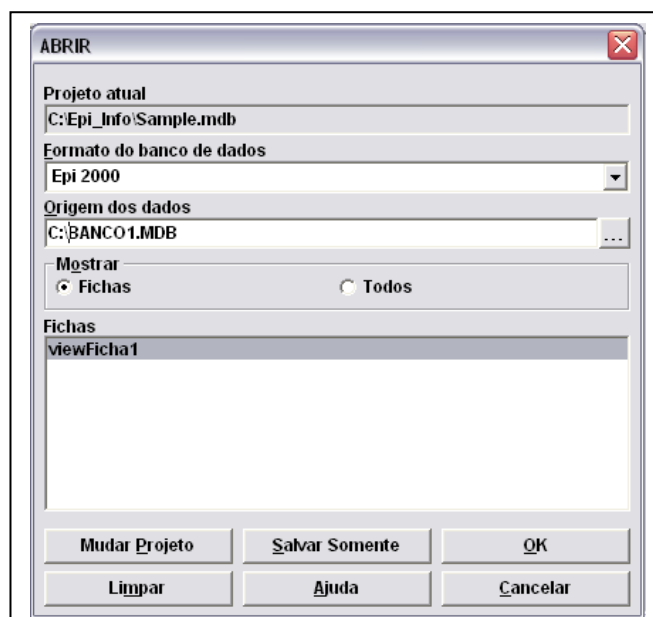 ABRIR
Projeto atual
C:\Epi_Info\Sample.mdb
Formato do banco de dados
Epi 2000
Origem dos dados
C:\BANCO1.MDB
...
Mostrar
Fichas Todos
Fichas
viewFicha1
Mudar Projeto Salvar Somente OK
Limpar Ajuda Cancelar